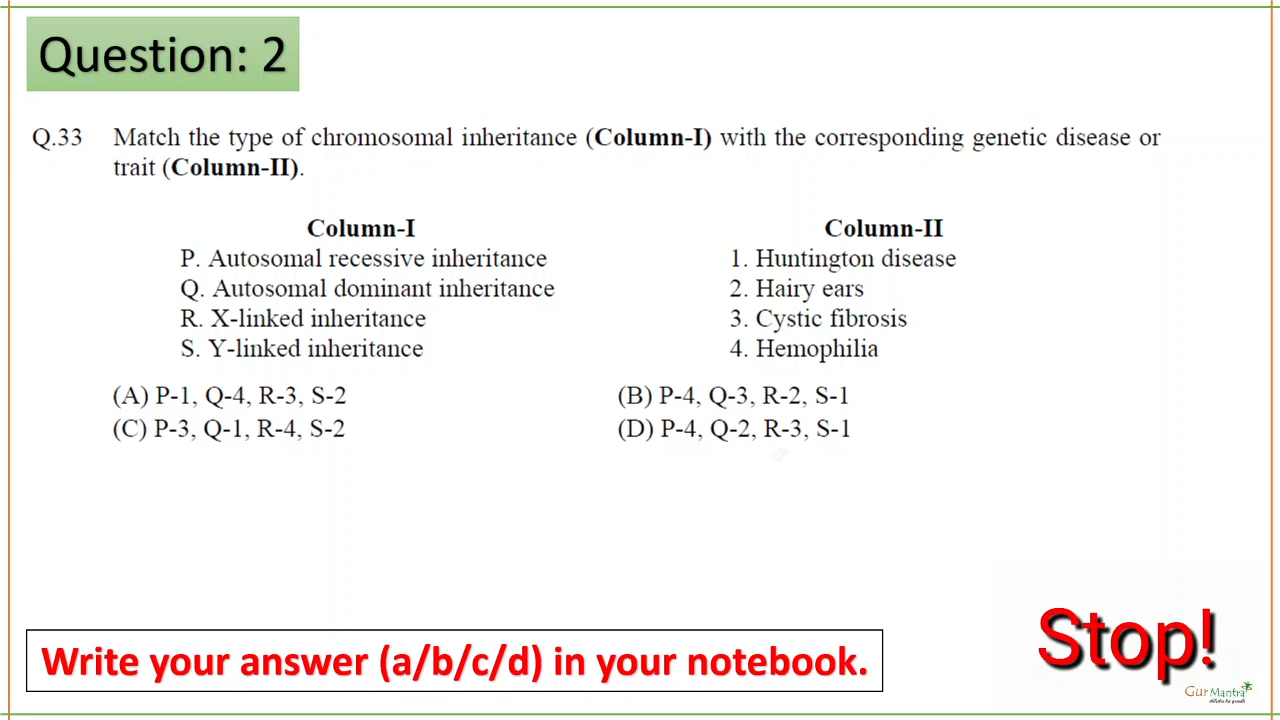 Question: 2
Q.33 Match the type of chromosomal inheritance (Column-I) with the corresponding genetic disease or
trait (Column-II).
Column-I Column-II
P. Autosomal recessive inheritance 1. Huntington disease
Q. Autosomal dominant inheritance 2. Hairy ears
R. X-linked inheritance 3. Cystic fibrosis
S. Y-linked inheritance 4. Hemophilia
(A) P-1, Q-4, R-3, S-2 (B) P-4, Q-3, R-2, S-1
(C) P-3, Q-1, R-4, S-2 (D) P-4, Q-2, R-3, S-1
Write your answer (a/b/c/d) in your notebook.
Stop!
Gur Mantra